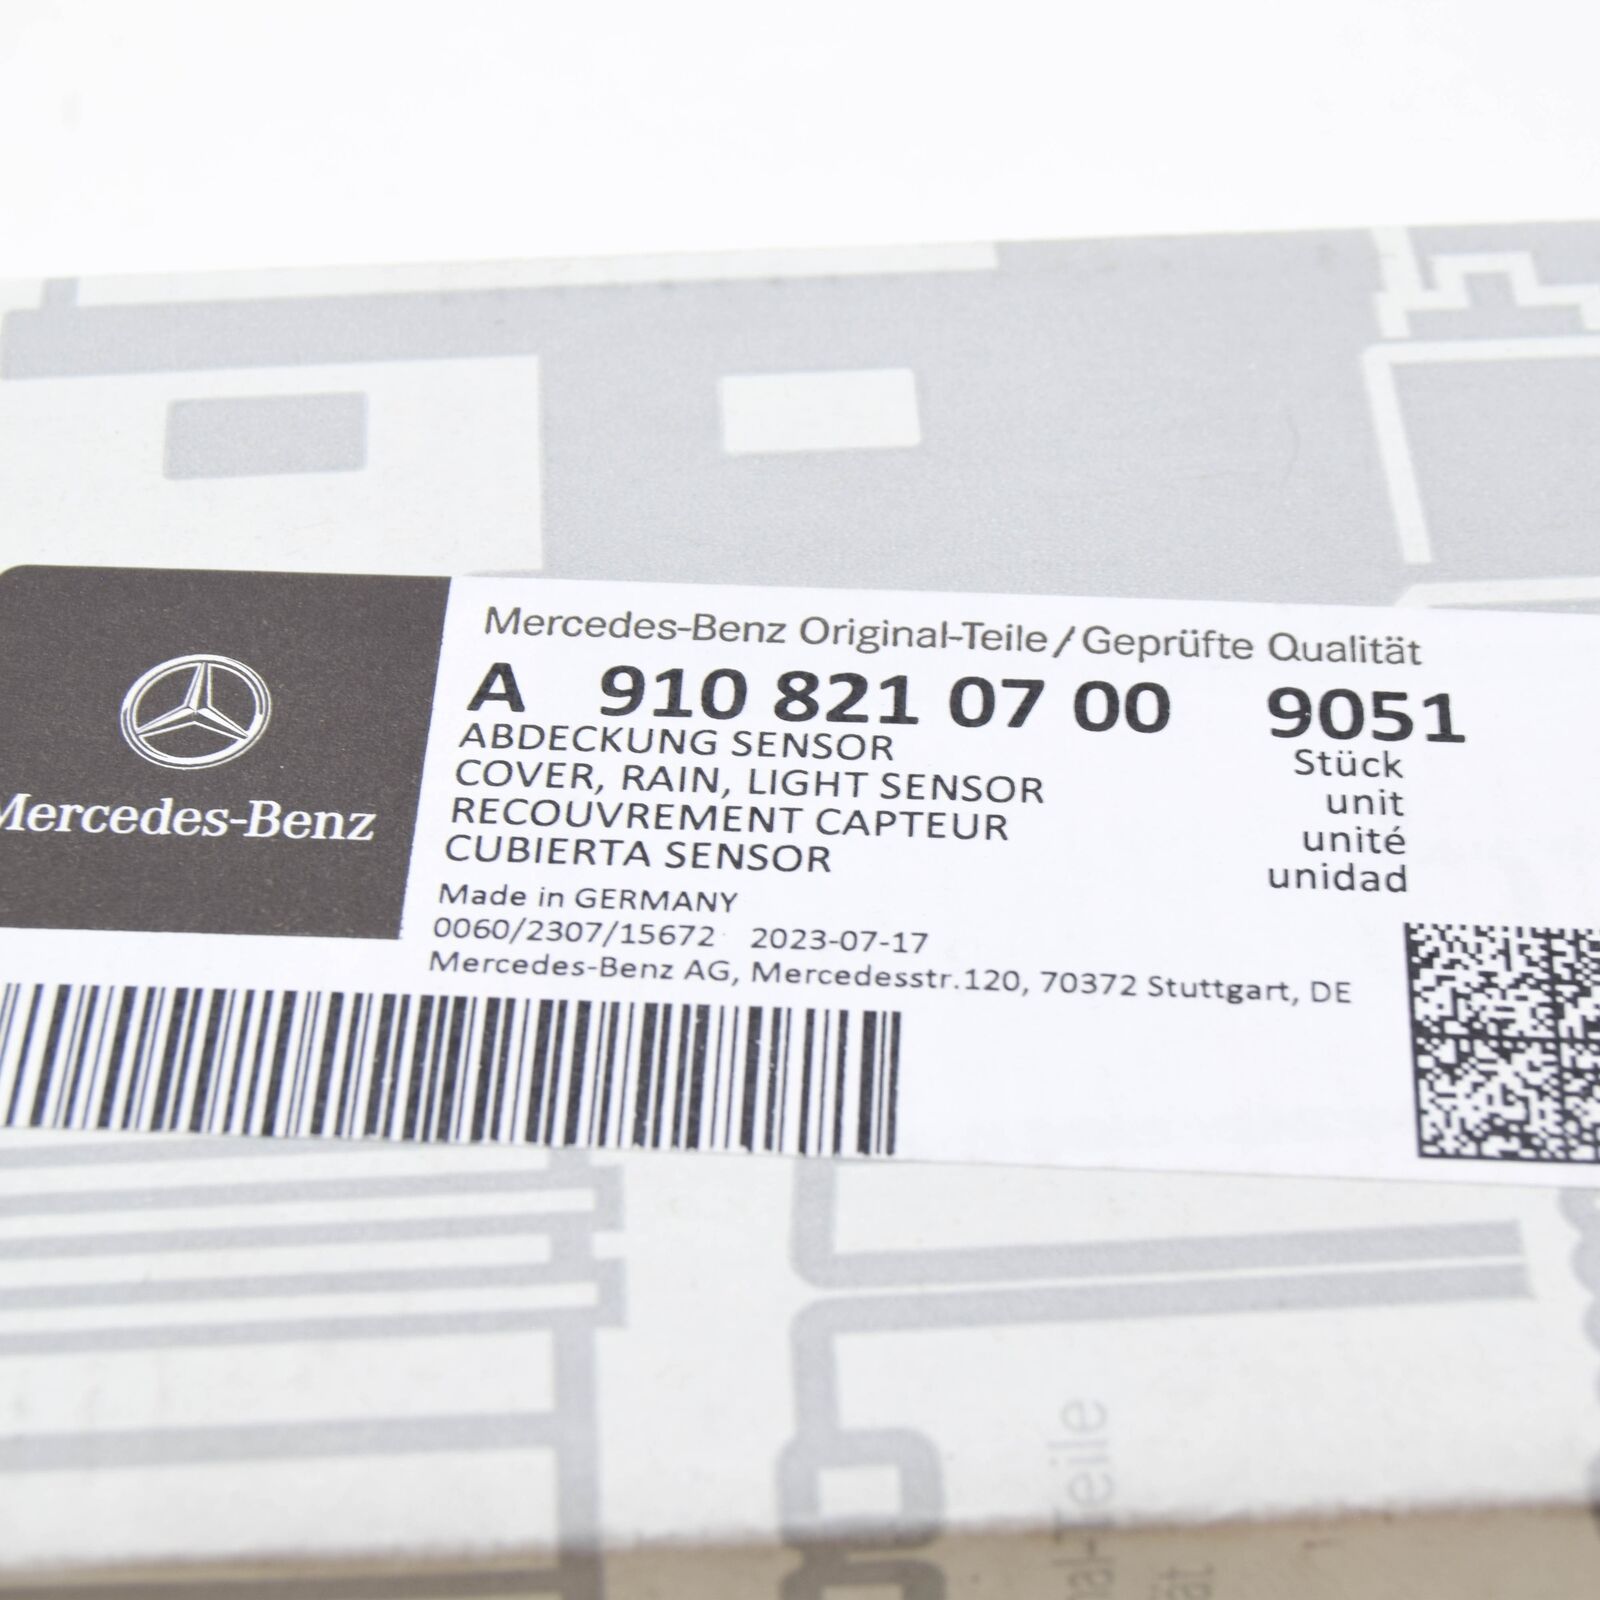 Mercedes-Benz Original-Teile/Geprüfte Qualität
A 910 821 07 00 9051
ABDECKUNG SENSOR
COVER, RAIN, LIGHT SENSOR
RECOUVREMENT CAPTEUR
CUBIERTA SENSOR
Stück
unit
unité
unidad
Mercedes-Benz
Made in GERMANY
0060/2307/15672 2023-07-17
Mercedes-Benz AG, Mercedesstr.120, 70372 Stuttgart, DE